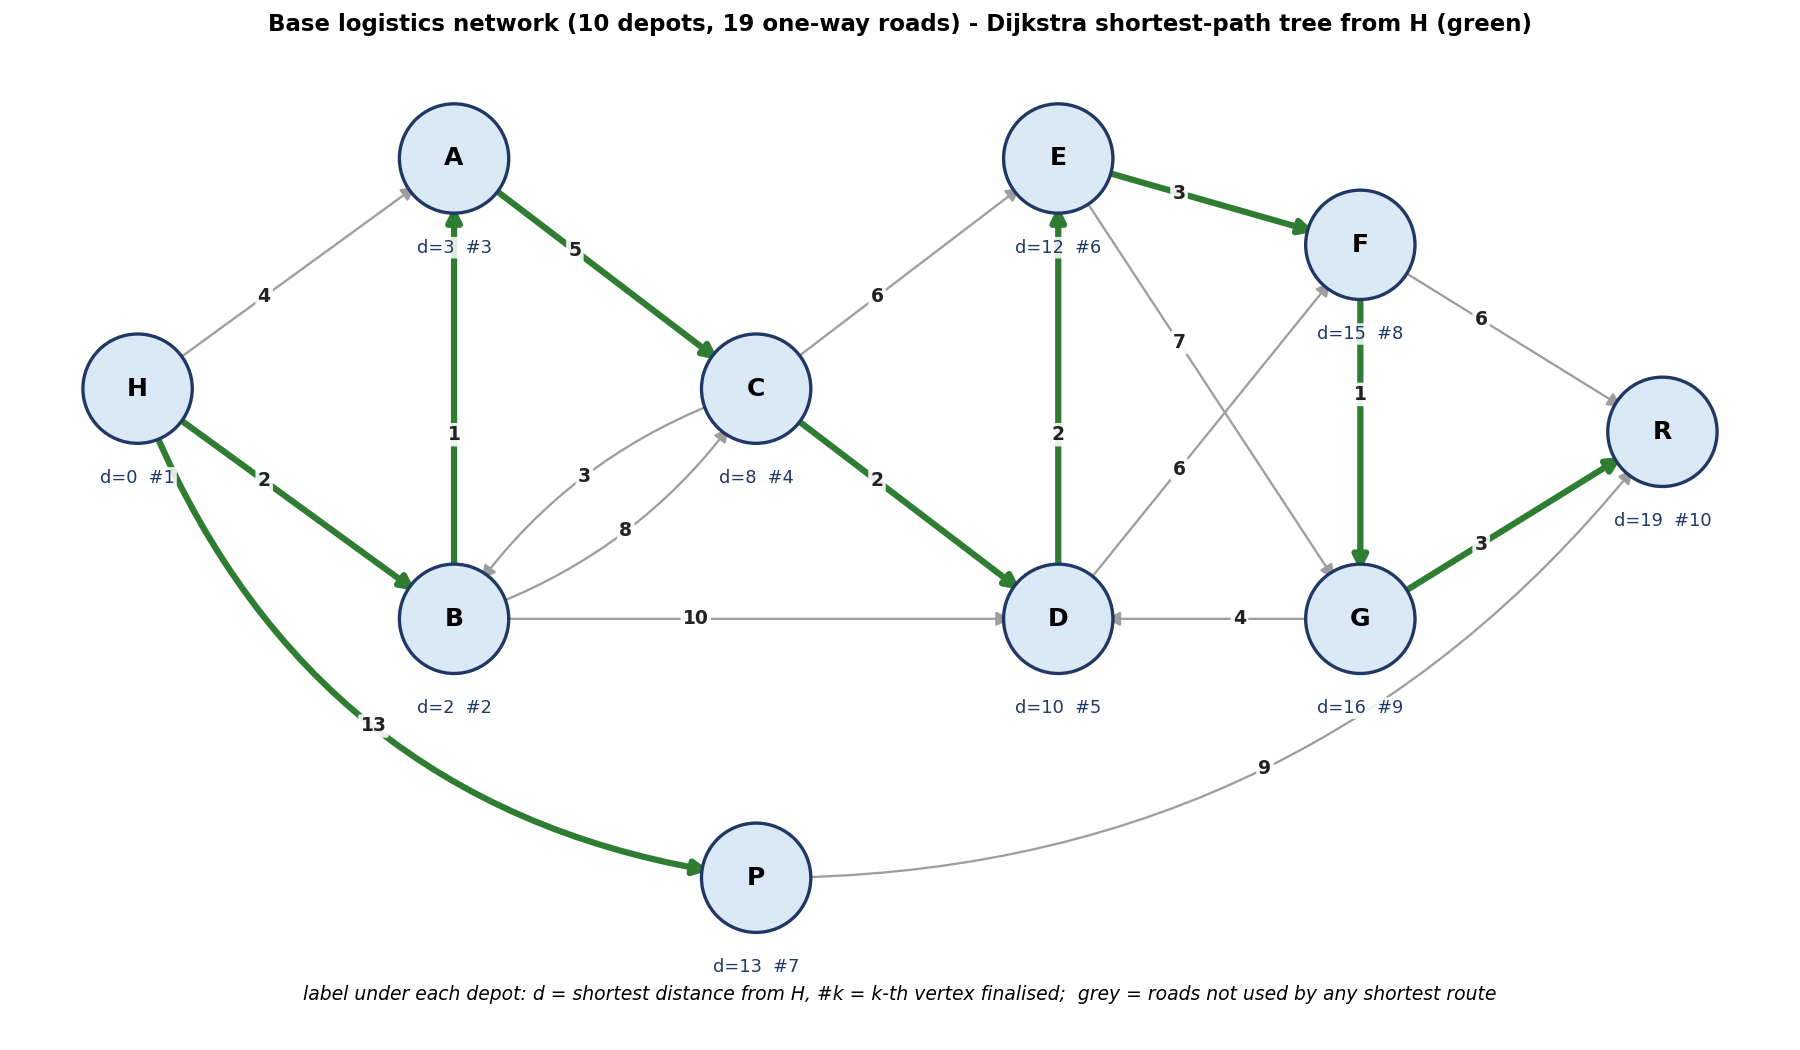 Base logistics network (10 depots, 19 one-way roads) - Dijkstra shortest-path tree from H (green)
A
E
3
F
d=3 #3
5
d=12 #6
4
6
d=15 #8
6
7
H
C
1
R
1
2
d=0 #1
2
3
d=8 #4
2
6
8
d=19 #10
3
B
10
D
4
G
d=2 #2
d=10 #5
d=16 #9
13
9
P
d=13 #7
label under each depot: d = shortest distance from H, #k = k-th vertex finalised; grey = roads not used by any shortest route